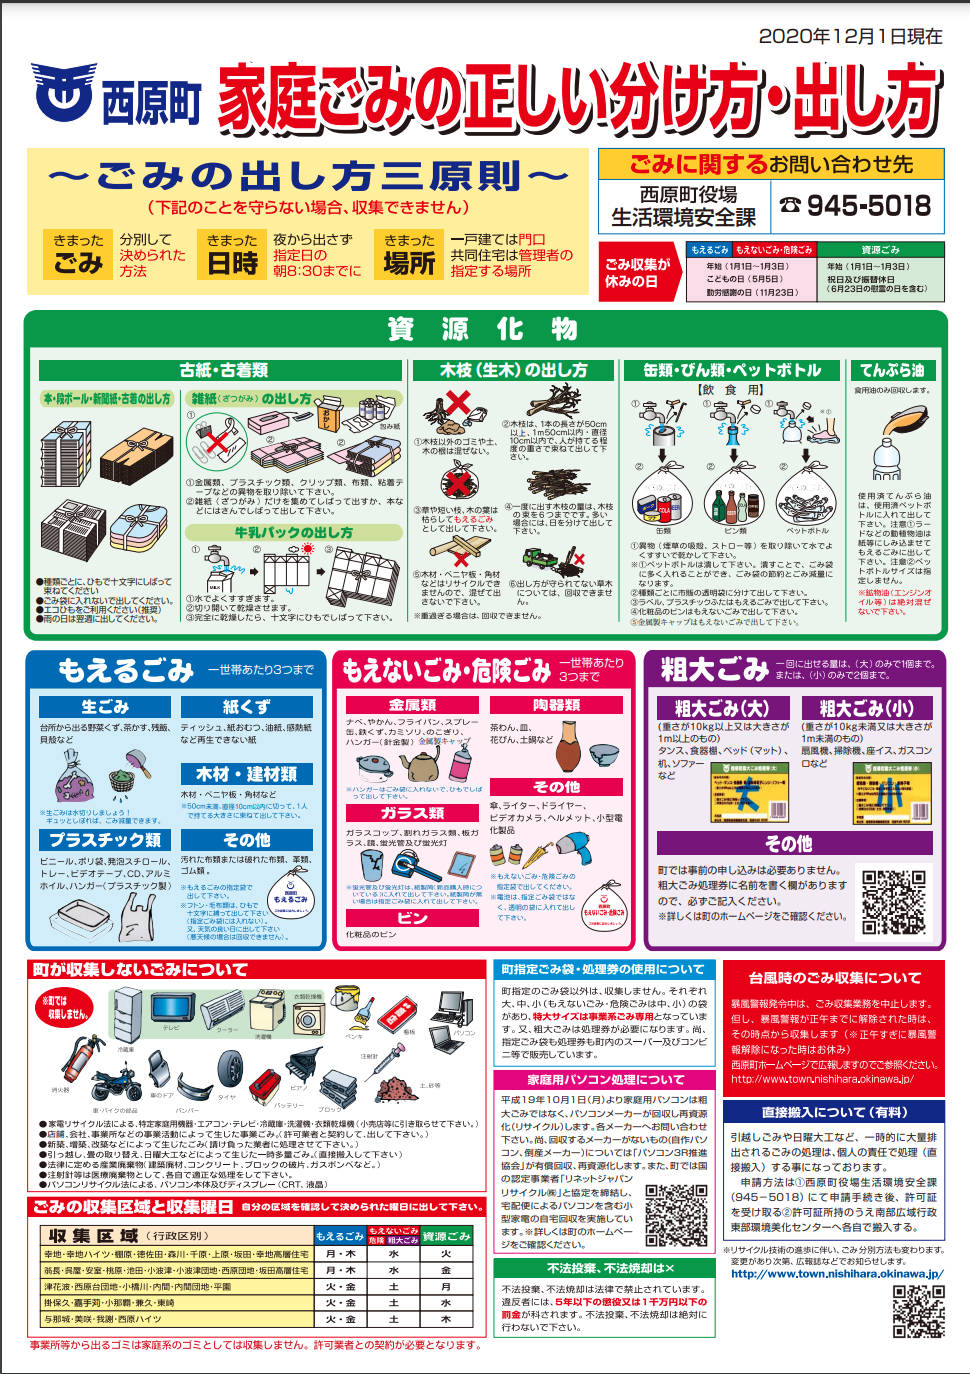 2020年12月1日現在
西原町 家庭ごみの正しい分け方・出し方
～ごみの出し方三原則～
（下記のことを守らない場合、収集できません）
きまった ごみ
分別して
決められた
方法
きまった 日時
夜から出さず
指定日の
朝8:30までに
きまった 場所
一戸建ては門口
共同住宅は管理者の
指定する場所
ごみに関するお問い合わせ先
西原町役場
生活環境安全課
☎945-5018
ごみ収集が
休みの日
もえるごみ もえないごみ・危険ごみ
年始（1月1日～1月3日）
こどもの日（5月5日）
勤労感謝の日（11月23日）
資源ごみ
年始（1月1日～1月3日）
祝日及び振替休日
（6月23日の慰霊の日を含む）
資源化物
古紙・古着類
本・段ボール・新聞紙・古着の出し方
●種類ごとに、ひもで十文字にしばって
束ねてください
●ごみ袋に入れないで出してください。
●エコひもをご利用ください（推奨）
●雨の日は翌週に出してください。
雑紙（ざつがみ）の出し方
①
②
②
おかし
包み紙
①金属類、プラスチック類、クリップ類、布類、粘着テ
ープなどの異物を取り除いて下さい。
②雑紙（ざつがみ）だけを集めてしばって出すか、本な
どにはさんでしばって出して下さい。
牛乳パックの出し方
①
②
③
①水でよくすすぎます。
②切り開いて乾燥させます。
③完全に乾燥したら、十文字にひもでしばって下さい。
木枝（生木）の出し方
①木枝以外のゴミや土、
木の根は混ぜない。
②木枝は、1本の長さが50cm
以上、1m50cm以内・直径
10cm以内で、人が持てる程
度の重さで束ねて出して下
さい。
③草や短い枝、木の葉は
枯らしてもえるごみ
として出して下さい。
④一度に出す木枝の量は、木枝
の束を6つまでです。多い
場合には、日を分けて出して
下さい。
⑤木材・ベニヤ板・角材
などはリサイクルでき
ませんので、混ぜて出
さないで下さい。
⑥出し方が守られてない草木
については、回収できませ
ん。
※重過ぎる場合は、回収できません。
缶類・びん類・ペットボトル
【飲食用】
①
①
①
※①
②
②
②
缶類
ビン類
ペットボトル
①異物（煙草の吸殻、ストロー等）を取り除いて水でよ
くすすいで乾かして下さい。
※①ペットボトルは潰して下さい。潰すことで、ごみ袋
に多く入れることができ、ごみ袋の節約とごみ減量に
なります。
②種類ごとに市販の透明袋に分けて出して下さい。
③ラベル、プラスチックふたはもえるごみで出して下さい。
④化粧品のビンはもえないごみで出して下さい。
⑤金属製キャップはもえないごみで出して下さい。
てんぷら油
食用油のみ回収します。
使用済てんぷら油
は、使用済ペットボ
トルに入れて出して
下さい。注意①ラー
ドなどの動植物油は
紙等にしみ込ませて
もえるごみに出して
下さい。注意②ペッ
トボトルサイズは指
定しません。
※鉱物油（エンジンオ
イル等）は絶対混ぜ
ないで下さい。
もえるごみ 一世帯あたり3つまで
生ごみ
台所から出る野菜くず、茶かす、残飯、
貝殻など
※生ごみは水切りしましょう！
ギュッとしぼれば、ごみ減量できます。
プラスチック類
ビニール、ポリ袋、発泡スチロール、
トレー、ビデオテープ、CD、アルミ
ホイル、ハンガー（プラスチック製）
紙くず
ティッシュ、紙おむつ、油紙、感熱紙
など再生できない紙
木材・建材類
木材・ベニヤ板・角材など
※50cm未満、直径10cm以内に切って、1人
で持てる大きさに束ねて出して下さい。
その他
汚れた布類または破れた布類、革類、
ゴム類。
※もえるごみの指定袋で
出して下さい。
※フトン・毛布類は、ひもで
十文字に縛って出して下さい
（指定ごみ袋には入れない）。
又、天気の良い日に出して下さい
（悪天候の場合は回収できません）。
西原町
もえるごみ
もえないごみ・危険ごみ 一世帯あたり
3つまで
金属類
ナベ、やかん、フライパン、スプレー
缶、鉄くず、カミソリ、のこぎり、
ハンガー（針金製）金属製キャップ
※ハンガーはごみ袋に入れないで、ひもでしば
って出して下さい。
ガラス類
ガラスコップ、割れガラス類、板ガ
ラス、鏡、蛍光管及び蛍光灯
※蛍光管及び蛍光灯は、紙製筒（新品購入時につ
いている）に入れて出して下さい。紙製筒が無
い場合は指定ごみ袋に入れて出して下さい。
ビン
化粧品のビン
陶器類
茶わん、皿、
花びん、土鍋など
その他
傘、ライター、ドライヤー、
ビデオカメラ、ヘルメット、小型電
化製品
※もえないごみ・危険ごみの
指定袋で出してください。
※電池は、指定ごみ袋ではな
く、透明の袋に入れて出し
て下さい。
西原町
もえないごみ・危険ごみ
粗大ごみ 一回に出せる量は、（大）のみで1個まで。
または、（小）のみで2個まで。
粗大ごみ（大）
（重さが10kg以上又は大きさが
1m以上のもの）
タンス、食器棚、ベッド（マット）、
机、ソファー
など
粗大ごみ（小）
（重さが10kg未満又は大きさが
1m未満のもの）
扇風機、掃除機、座イス、ガスコン
ロなど
その他
町では事前の申し込みは必要ありません。
粗大ごみ処理券に名前を書く欄があります
ので、必ずご記入ください。
※詳しくは町のホームページをご確認ください。
町が収集しないごみについて
※町では
収集しません。
冷蔵庫
テレビ
クーラー
洗濯機
衣類乾燥機
ペンキ
看板
パソコン
消火器
車・バイクの部品
車のドア
バンパー
タイヤ
バッテリー
ピアノ
ブロック
注射針
土、砂等
●家電リサイクル法による、特定家庭用機器・エアコン・テレビ・冷蔵庫・洗濯機・衣類乾燥機（小売店等に引き取らせて下さい。）
●店舗、会社、事業所などの事業活動によって生じた事業ごみ。（許可業者と契約して、出して下さい。）
●新築、増築、改築などによって生じたごみ（請け負った業者に処理させて下さい。）
●引っ越し、畳の取り替え、日曜大工などによって生じた一時多量ごみ。（直接搬入して下さい）
●法律に定める産業廃棄物（建築廃材、コンクリート、ブロックの破片、ガスボンベなど。）
●注射針等は医療廃棄物として、各自で適正な処理をして下さい。
●パソコンリサイクル法による、パソコン本体及びディスプレー（CRT、液晶）
ごみの収集区域と収集曜日 自分の区域を確認して決められた曜日に出して下さい。
収集区域（行政区別） もえるごみ もえないごみ 危険 粗大ごみ 資源ごみ
幸地・幸地ハイツ・棚原・徳佐田・森川・千原・上原・坂田・幸地高層住宅 月・木 水 火
翁長・呉屋・安室・桃原・池田・小波津・小波津団地・西原団地・坂田高層住宅 月・木 水 金
津花波・西原台団地・小橋川・内間・内間団地・平園 火・金 土 月
掛保久・嘉手苅・小那覇・兼久・東崎 火・金 土 水
与那城・美咲・我謝・西原ハイツ 火・金 土 木
事業所等から出るゴミは家庭系のゴミとしては収集しません。許可業者との契約が必要となります。
町指定ごみ袋・処理券の使用について
町指定のごみ袋以外は、収集しません。それぞれ
大、中、小（もえないごみ・危険ごみは中、小）の袋
があり、特大サイズは事業系ごみ専用となっていま
す。又、粗大ごみは処理券が必要になります。尚、
指定ごみ袋も処理券も町内のスーパー及びコンビ
ニ等で販売しています。
家庭用パソコン処理について
平成19年10月1日（月）より家庭用パソコンは粗
大ごみではなく、パソコンメーカーが回収し再資源
化（リサイクル）します。各メーカーへお問い合わ
せ下さい。尚、回収するメーカーがないもの（自作パソ
コン、倒産メーカー）については「パソコン3R推進
協会」が有償回収、再資源化します。また、町では国
の認定事業者「リネットジャパン
リサイクル㈱」と協定を締結し、
宅配便によるパソコンを含む小
型家電の自宅回収を実施してい
ます。※詳しくは町のホームペー
ジをご確認ください。
不法投棄、不法焼却は×
不法投棄、不法焼却は法律で禁止されています。
違反者には、5年以下の懲役又は1千万円以下の
罰金が科されます。不法投棄、不法焼却は絶対に
行わないで下さい。
台風時のごみ収集について
暴風警報発令中は、ごみ収集業務を中止します。
但し、暴風警報が正午までに解除された時は、
その時点から収集します（※正午すぎに暴風警
報解除になった時はお休み）
西原町ホームページで広報しますのでご参照ください。
http://www.town.nishihara.okinawa.jp/
直接搬入について（有料）
引越しごみや日曜大工など、一時的に大量排
出されるごみの処理は、個人の責任で処理（直
接搬入）する事になっております。
申請方法は①西原町役場生活環境安全課
（945－5018）にて申請手続き後、許可証
を受け取る②許可証所持のうえ南部広域行政
東部環境美化センターへ各自で搬入する。
※リサイクル技術の進歩に伴い、ごみ分別方法も変わります。
変更があり次第、広報誌などでお知らせします。
http://www.town.nishihara.okinawa.jp/